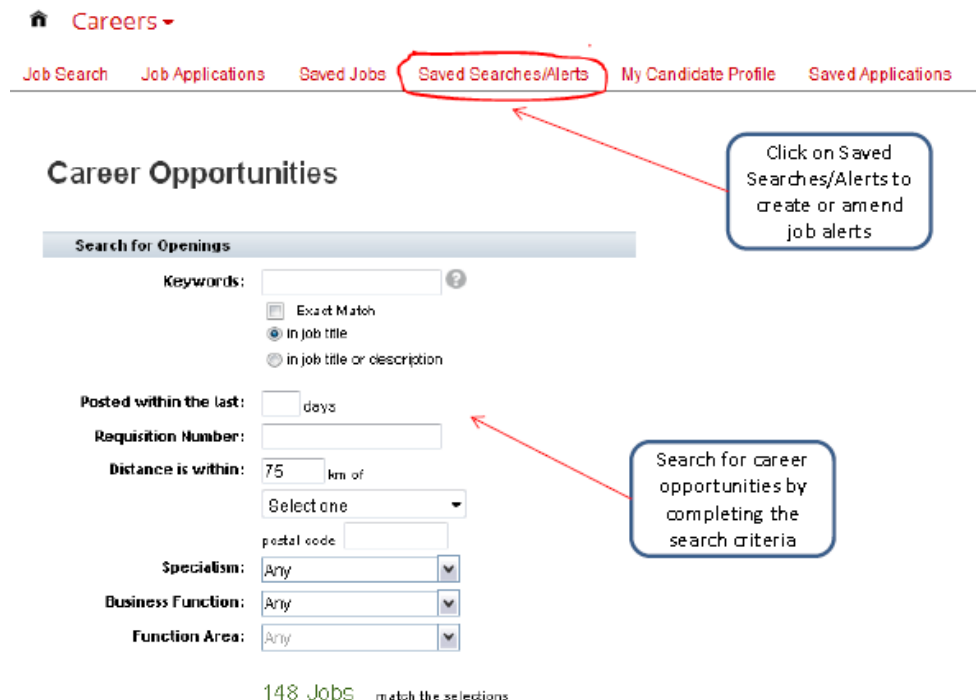 Careers
Job Search Job Applications Saved Jobs Saved Searches/Alerts My Candidate Profile Saved Applications
Click on Saved
Searches/Alerts to
create or amend
job alerts
Career Opportunities
Search for Openings
Keywords: ?
Exact Match
in job title
in job title or description
Posted within the last: days
Requisition Number:
Distance is within: 75 km of
Select one
postal code
Search for career
opportunities by
completing the
search criteria
Specialism: Any
Business Function: Any
Function Area: Any
148 Jobs match the selections